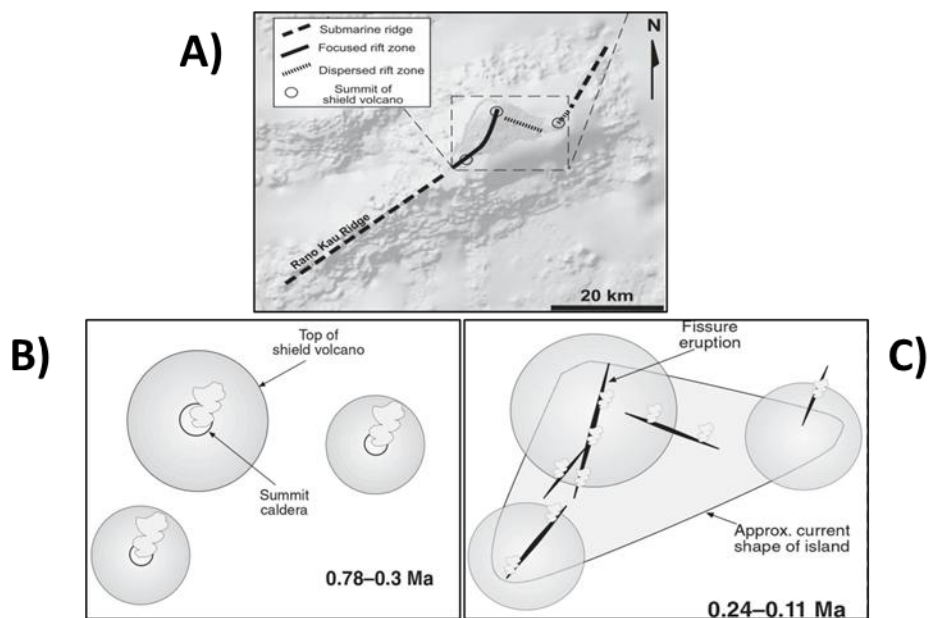 A)
Submarine ridge
Focused rift zone
Dispersed rift zone
Summit of
shield volcano
N
Rano Kau Ridge
20 km
B)
Top of
shield volcano
Summit
caldera
0.78–0.3 Ma
Fissure
eruption
C)
Approx. current
shape of island
0.24–0.11 Ma